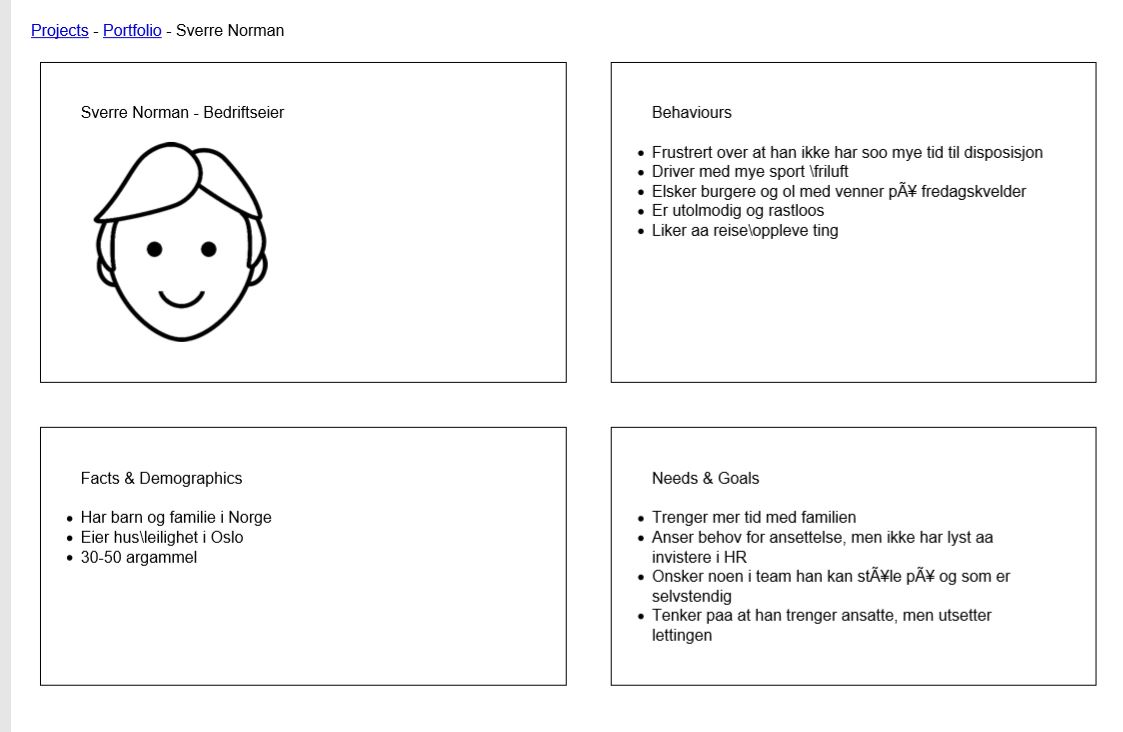 Projects - Portfolio - Sverre Norman
Sverre Norman - Bedriftseier
Behaviours
• Frustrert over at han ikke har soo mye tid til disposisjon
• Driver med mye sport \friluft
• Elsker burgere og ol med venner pÃ¥ fredagskvelder
• Er utolmodig og rastloos
• Liker aa reise\oppleve ting
Facts & Demographics
• Har barn og familie i Norge
• Eier hus\leilighet i Oslo
• 30-50 argammel
Needs & Goals
• Trenger mer tid med familien
• Anser behov for ansettelse, men ikke har lyst aa
invistere i HR
• Onsker noen i team han kan stÃ¥le pÃ¥ og som er
selvstendig
• Tenker paa at han trenger ansatte, men utsetter
lettingen